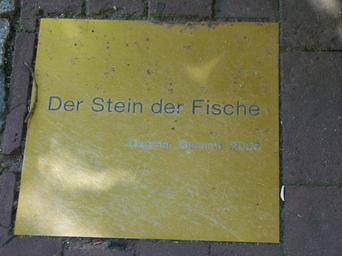 Der Stein der Fische